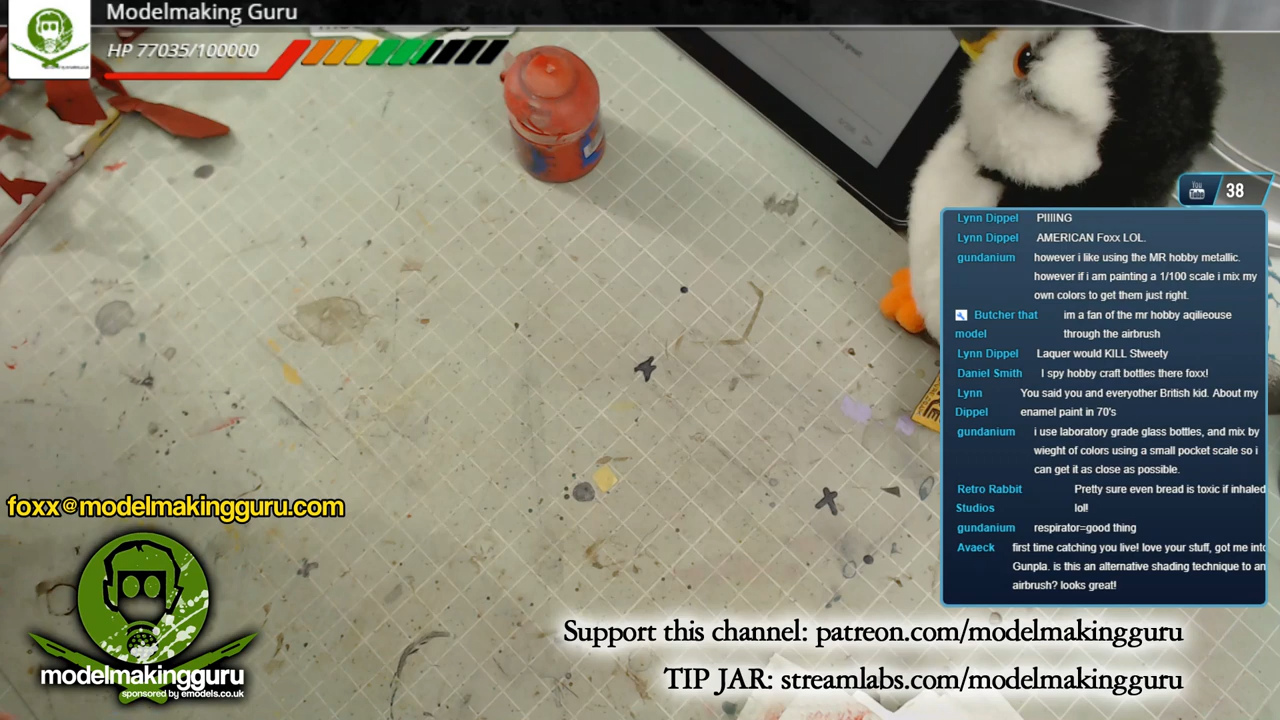 Modelmaking Guru
HP 77035/100000
38
Lynn Dippel PIIIING
Lynn Dippel AMERICAN Foxx LOL.
gundanium however i like using the MR hobby metallic.
however if i am painting a 1/100 scale i mix my
own colors to get them just right.
Butcher that im a fan of the mr hobby aqilieouse
model through the airbrush
Lynn Dippel Laquer would KILL Stweety
Daniel Smith I spy hobby craft bottles there foxx!
Lynn You said you and everyother British kid. About my
Dippel enamel paint in 70's
gundanium i use laboratory grade glass bottles, and mix by
wieght of colors using a small pocket scale so i
can get it as close as possible.
Retro Rabbit Pretty sure even bread is toxic if inhaled
Studios lol!
gundanium respirator=good thing
Avaeck first time catching you live! love your stuff, got me into
Gunpla. is this an alternative shading technique to an
airbrush? looks great!
foxx@modelmakingguru.com
modelmakingguru
sponsored by emodels.co.uk
Support this channel: patreon.com/modelmakingguru
TIP JAR: streamlabs.com/modelmakingguru